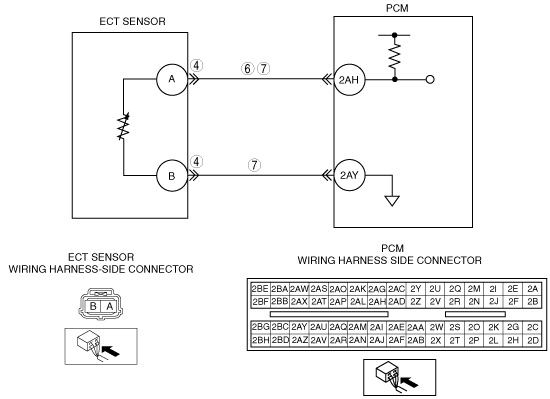 PCM
ECT SENSOR
4
6 7
A
2AH
4
7
B
2AY
ECT SENSOR
WIRING HARNESS-SIDE CONNECTOR
PCM
WIRING HARNESS SIDE CONNECTOR
B A
2BE 2BA 2AW 2AS 2AO 2AK 2AG 2AC 2Y 2U 2Q 2M 2I 2E 2A
2BF 2BB 2AX 2AT 2AP 2AL 2AH 2AD 2Z 2V 2R 2N 2J 2F 2B
2BG 2BC 2AY 2AU 2AQ 2AM 2AI 2AE 2AA 2W 2S 2O 2K 2G 2C
2BH 2BD 2AZ 2AV 2AR 2AN 2AJ 2AF 2AB 2X 2T 2P 2L 2H 2D